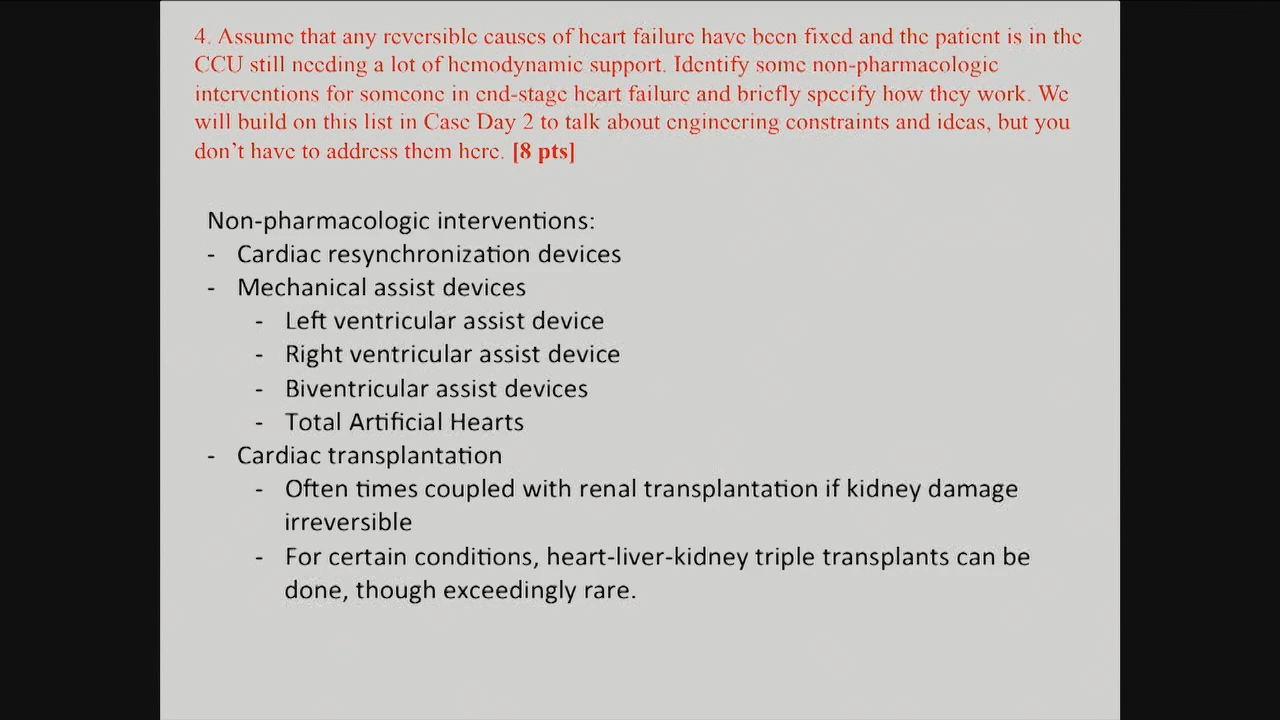 4. Assume that any reversible causes of heart failure have been fixed and the patient is in the
CCU still needing a lot of hemodynamic support. Identify some non-pharmacologic
interventions for someone in end-stage heart failure and briefly specify how they work. We
will build on this list in Case Day 2 to talk about engineering constraints and ideas, but you
don't have to address them here. [8 pts]
Non-pharmacologic interventions:
- Cardiac resynchronization devices
- Mechanical assist devices
- Left ventricular assist device
- Right ventricular assist device
- Biventricular assist devices
- Total Artificial Hearts
- Cardiac transplantation
- Often times coupled with renal transplantation if kidney damage
irreversible
- For certain conditions, heart-liver-kidney triple transplants can be
done, though exceedingly rare.